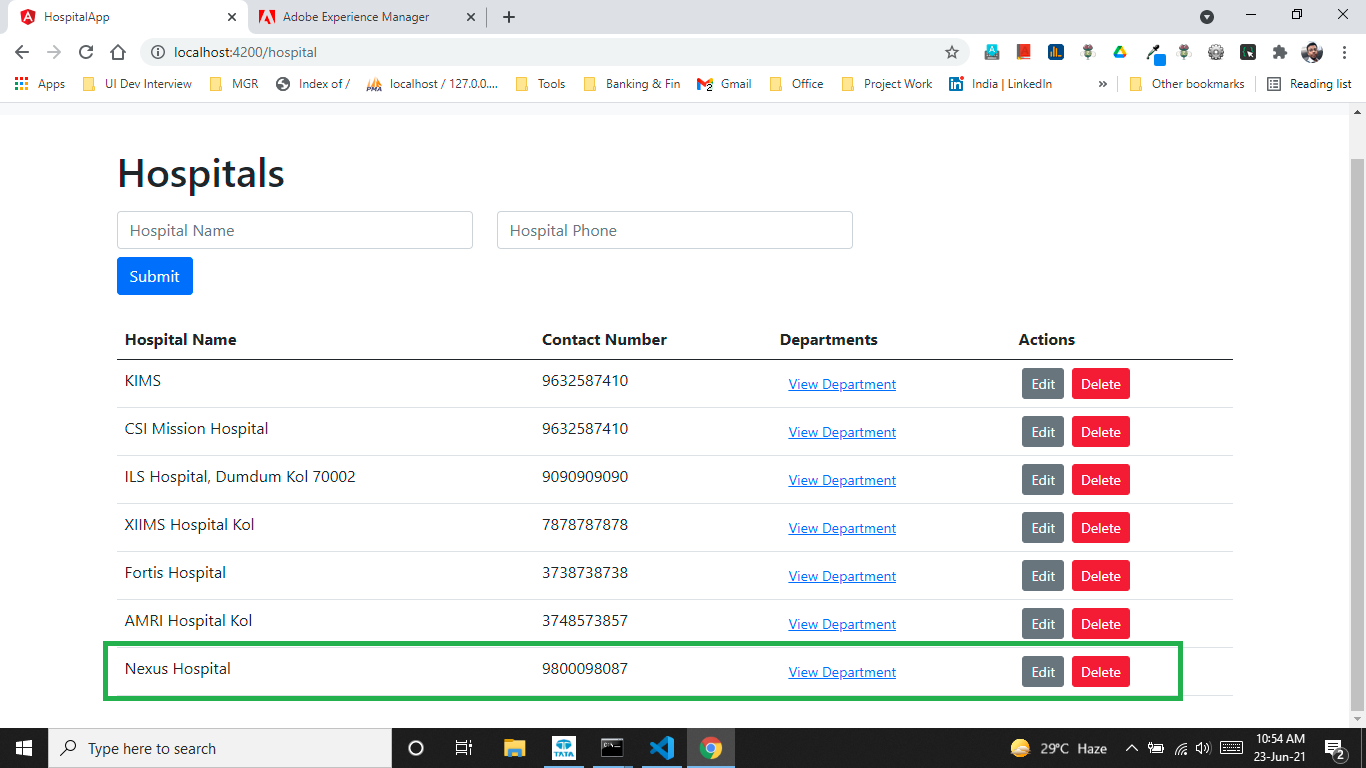 HospitalApp
Adobe Experience Manager
localhost:4200/hospital
Apps
UI Dev Interview
MGR
Index of /
PMA
localhost / 127.0.0....
Tools
Banking & Fin
Gmail
Office
Project Work
India | LinkedIn
»
Other bookmarks
Reading list
Hospitals
Hospital Name
Hospital Phone
Submit
Hospital Name Contact Number Departments Actions
KIMS 9632587410 View Department Edit Delete
CSI Mission Hospital 9632587410 View Department Edit Delete
ILS Hospital, Dumdum Kol 70002 9090909090 View Department Edit Delete
XIIMS Hospital Kol 7878787878 View Department Edit Delete
Fortis Hospital 3738738738 View Department Edit Delete
AMRI Hospital Kol 3748573857 View Department Edit Delete
Nexus Hospital 9800098087 View Department Edit Delete
Type here to search
TATA
29°C Haze
10:54 AM
23-Jun-21
2